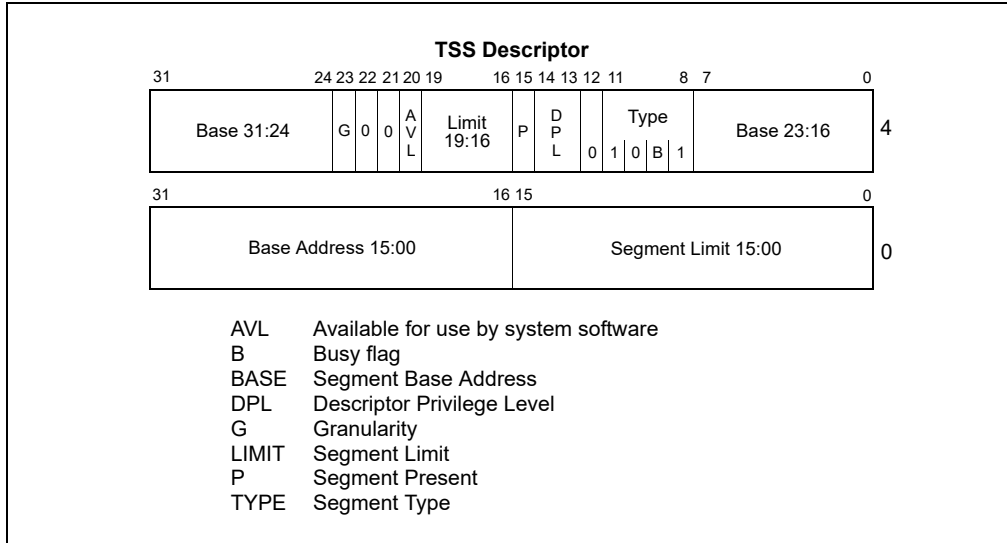 TSS Descriptor
31 24 23 22 21 20 19 16 15 14 13 12 11 8 7 0
Base 31:24 G 0 0 AVL Limit 19:16 P DPL 0 Type 1 0 B 1 Base 23:16 4
31 16 15 0
Base Address 15:00 Segment Limit 15:00 0
AVL Available for use by system software
B Busy flag
BASE Segment Base Address
DPL Descriptor Privilege Level
G Granularity
LIMIT Segment Limit
P Segment Present
TYPE Segment Type